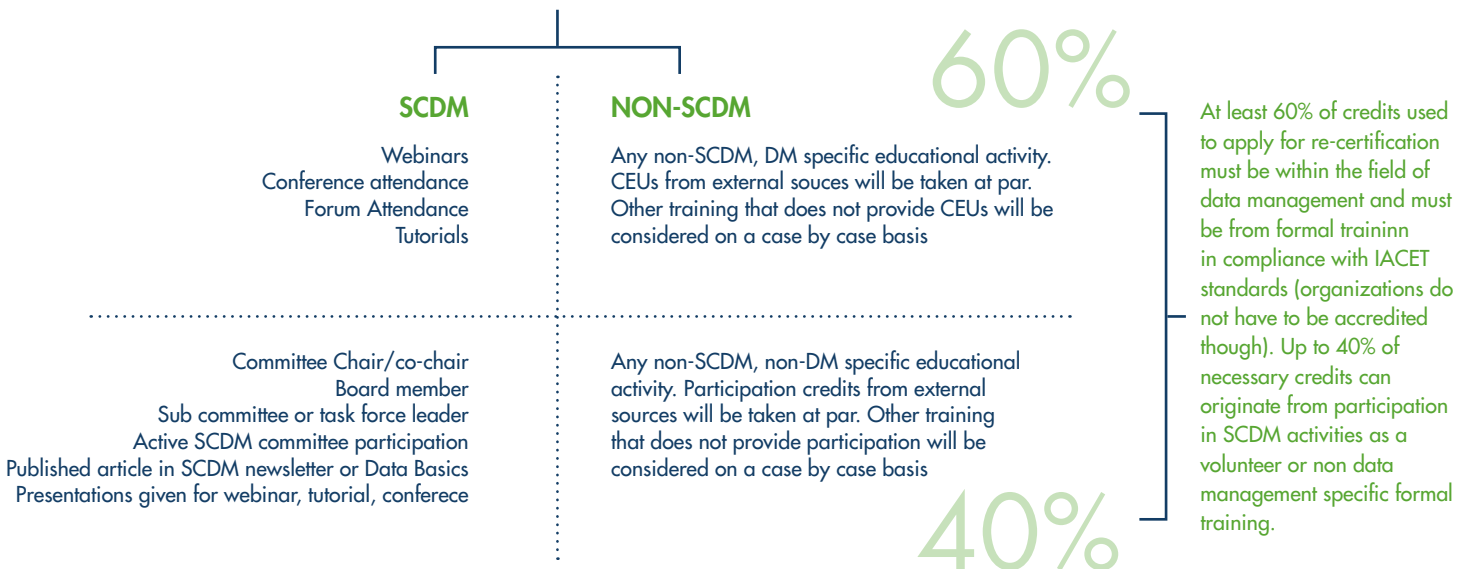 60%
SCDM
Webinars
Conference attendance
Forum Attendance
Tutorials
NON-SCDM
Any non-SCDM, DM specific educational activity.
CEUs from external souces will be taken at par.
Other training that does not provide CEUs will be
considered on a case by case basis
Committee Chair/co-chair
Board member
Sub committee or task force leader
Active SCDM committee participation
Published article in SCDM newsletter or Data Basics
Presentations given for webinar, tutorial, conferece
Any non-SCDM, non-DM specific educational
activity. Participation credits from external
sources will be taken at par. Other training
that does not provide participation will be
considered on a case by case basis
40%
At least 60% of credits used
to apply for re-certification
must be within the field of
data management and must
be from formal traininn
in compliance with IACET
standards (organizations do
not have to be accredited
though). Up to 40% of
necessary credits can
originate from participation
in SCDM activities as a
volunteer or non data
management specific formal
training.